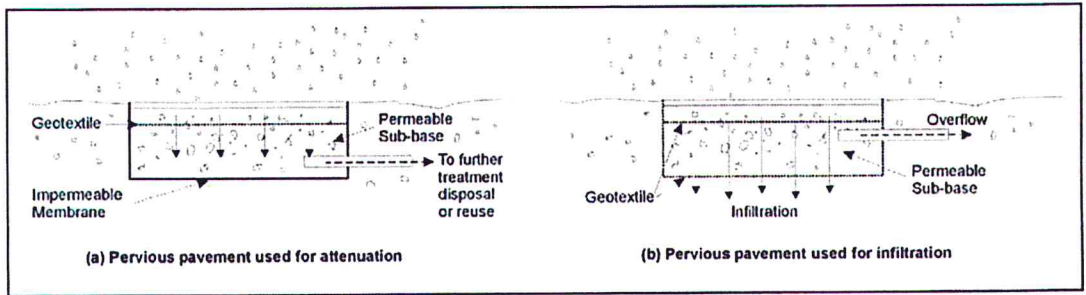 Geotextile
Permeable
Sub-base
To further
treatment
disposal
or reuse
Impermeable
Membrane
(a) Pervious pavement used for attenuation
Overflow
Permeable
Sub-base
Geotextile
Infiltration
(b) Pervious pavement used for infiltration